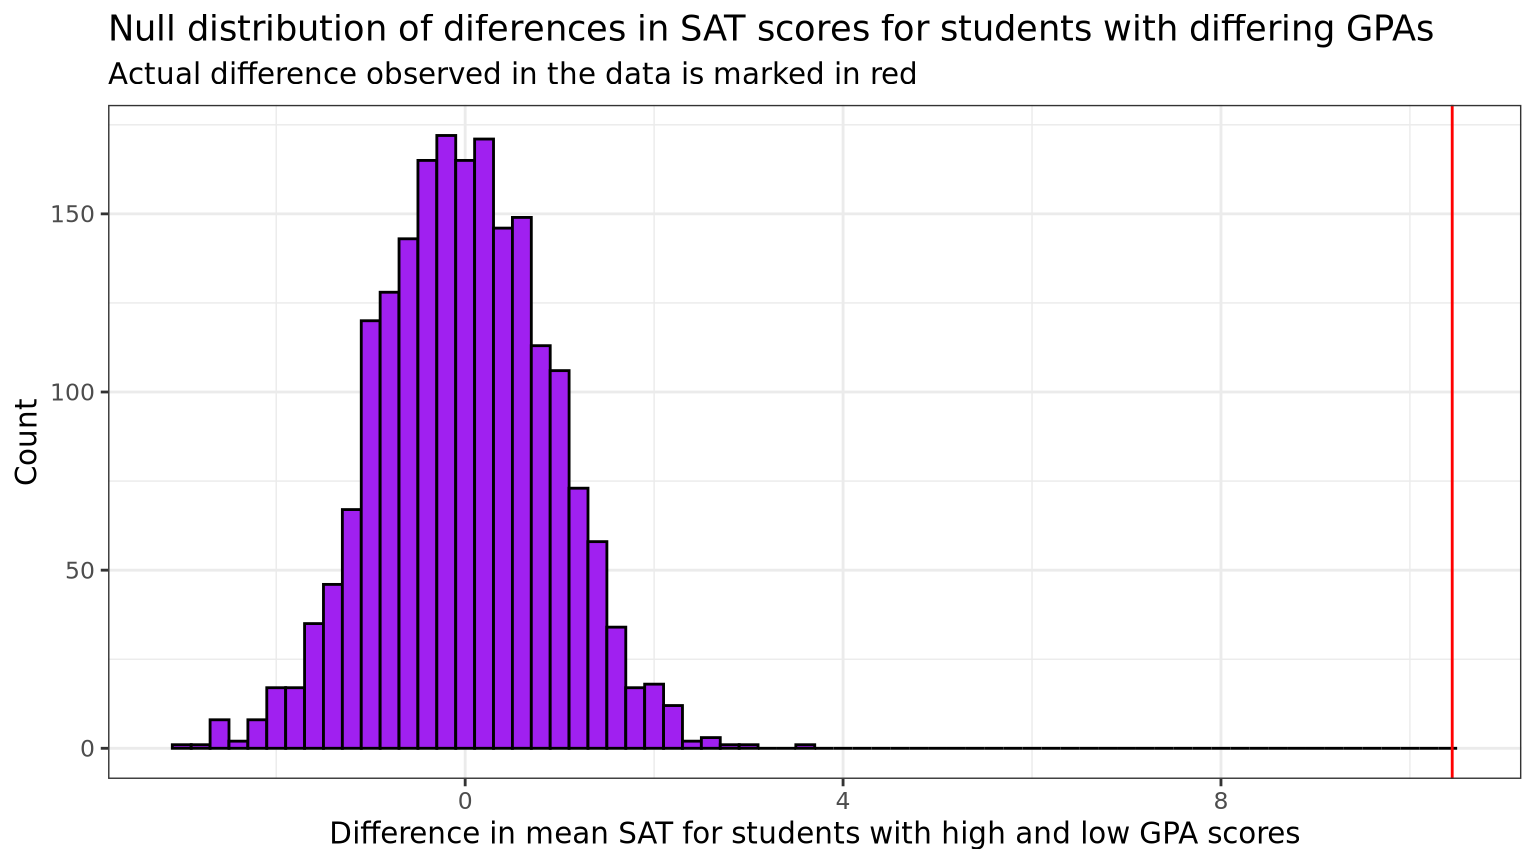 Null distribution of diferences in SAT scores for students with differing GPAs
Actual difference observed in the data is marked in red
Count
150
100
50
0
0 4 8
Difference in mean SAT for students with high and low GPA scores